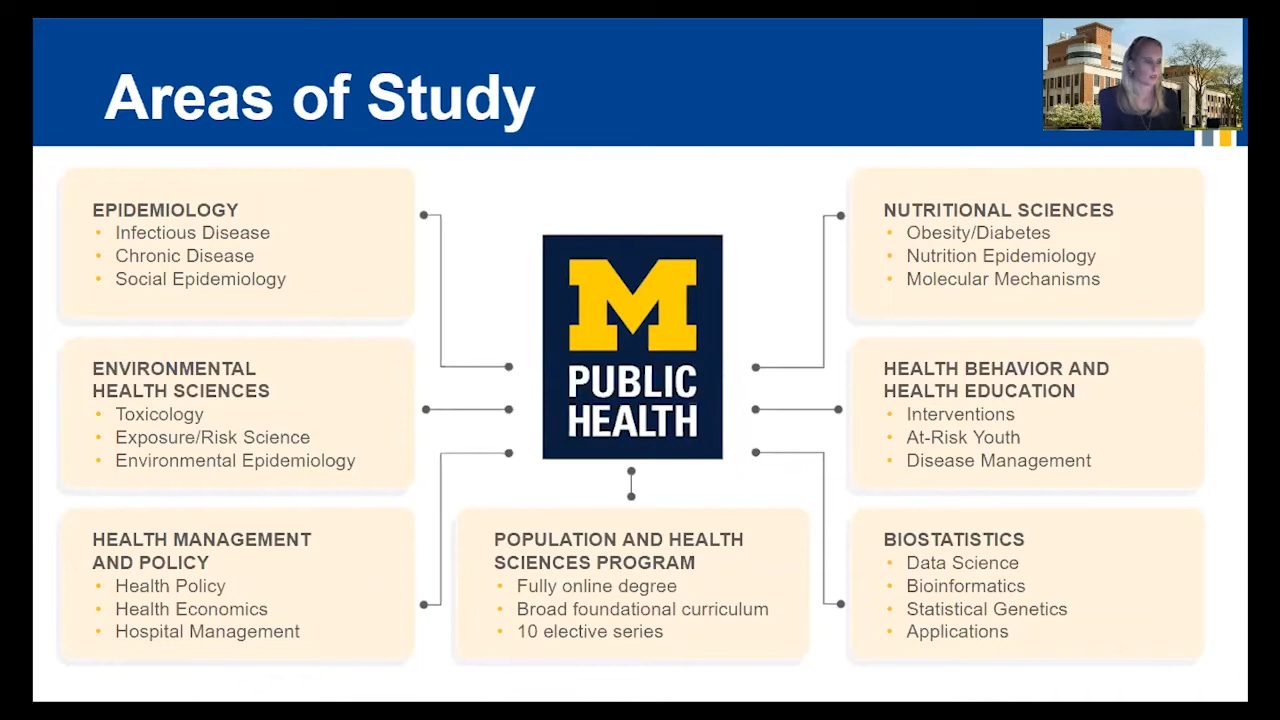 Areas of Study
EPIDEMIOLOGY
• Infectious Disease
• Chronic Disease
• Social Epidemiology
ENVIRONMENTAL
HEALTH SCIENCES
• Toxicology
• Exposure/Risk Science
• Environmental Epidemiology
HEALTH MANAGEMENT
AND POLICY
• Health Policy
• Health Economics
• Hospital Management
M
PUBLIC
HEALTH
POPULATION AND HEALTH
SCIENCES PROGRAM
• Fully online degree
• Broad foundational curriculum
• 10 elective series
NUTRITIONAL SCIENCES
• Obesity/Diabetes
• Nutrition Epidemiology
• Molecular Mechanisms
HEALTH BEHAVIOR AND
HEALTH EDUCATION
• Interventions
• At-Risk Youth
• Disease Management
BIOSTATISTICS
• Data Science
• Bioinformatics
• Statistical Genetics
• Applications